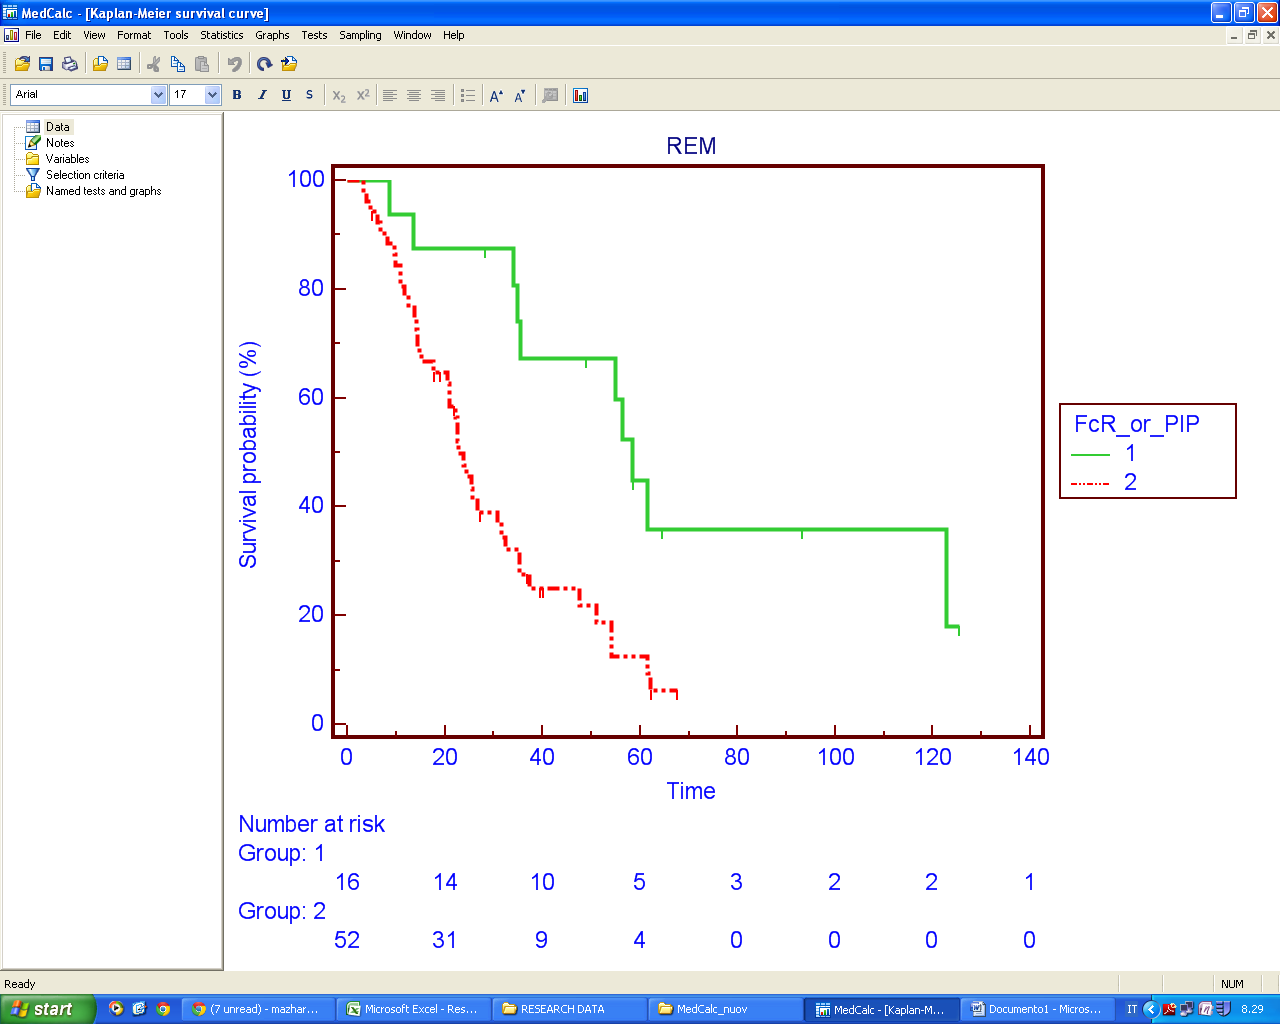 MedCalc - [Kaplan-Meier survival curve]
File Edit View Format Tools Statistics Graphs Tests Sampling Window Help
Arial 17 B I U S X₂ X² A A
Data
Notes
Variables
Selection criteria
Named tests and graphs
REM
100
80
60
40
20
0
Survival probability (%)
0 20 40 60 80 100 120 140
Time
FcR_or_PIP
1
2
Number at risk
Group: 1
16 14 10 5 3 2 2 1
Group: 2
52 31 9 4 0 0 0 0
Ready NUM
start (7 unread) - mazhar... Microsoft Excel - Res... RESEARCH DATA MedCalc_nuov MedCalc - [Kaplan-M... Documento1 - Micros... IT 8.29